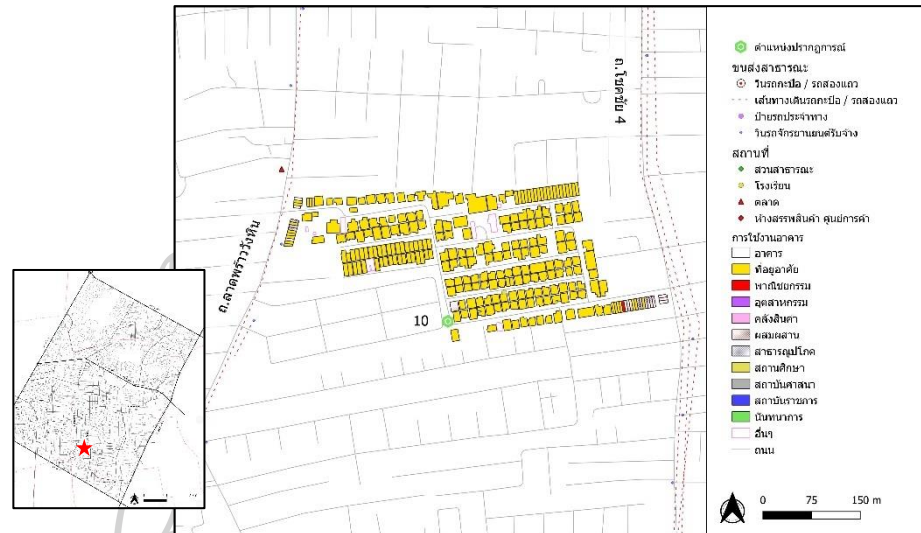 ถ.โชคชัย 4
ถ.ลาดพร้าววังหิน
10
ตำแหน่งปรากฏการณ์
ขนส่งสาธารณะ
วินรถกะป๊อ / รถสองแถว
เส้นทางเดินรถกะป๊อ / รถสองแถว
ป้ายรถประจำทาง
วินรถจักรยานยนต์รับจ้าง
สถานที่
สวนสาธารณะ
โรงเรียน
ตลาด
ห้างสรรพสินค้า ศูนย์การค้า
การใช้งานอาคาร
อาคาร
ที่อยู่อาศัย
พาณิชยกรรม
อุตสาหกรรม
คลังสินค้า
ผสมผสาน
สาธารณูปโภค
สถานศึกษา
สถาบันศาสนา
สถาบันราชการ
นันทนาการ
อื่นๆ
ถนน
0 75 150 m